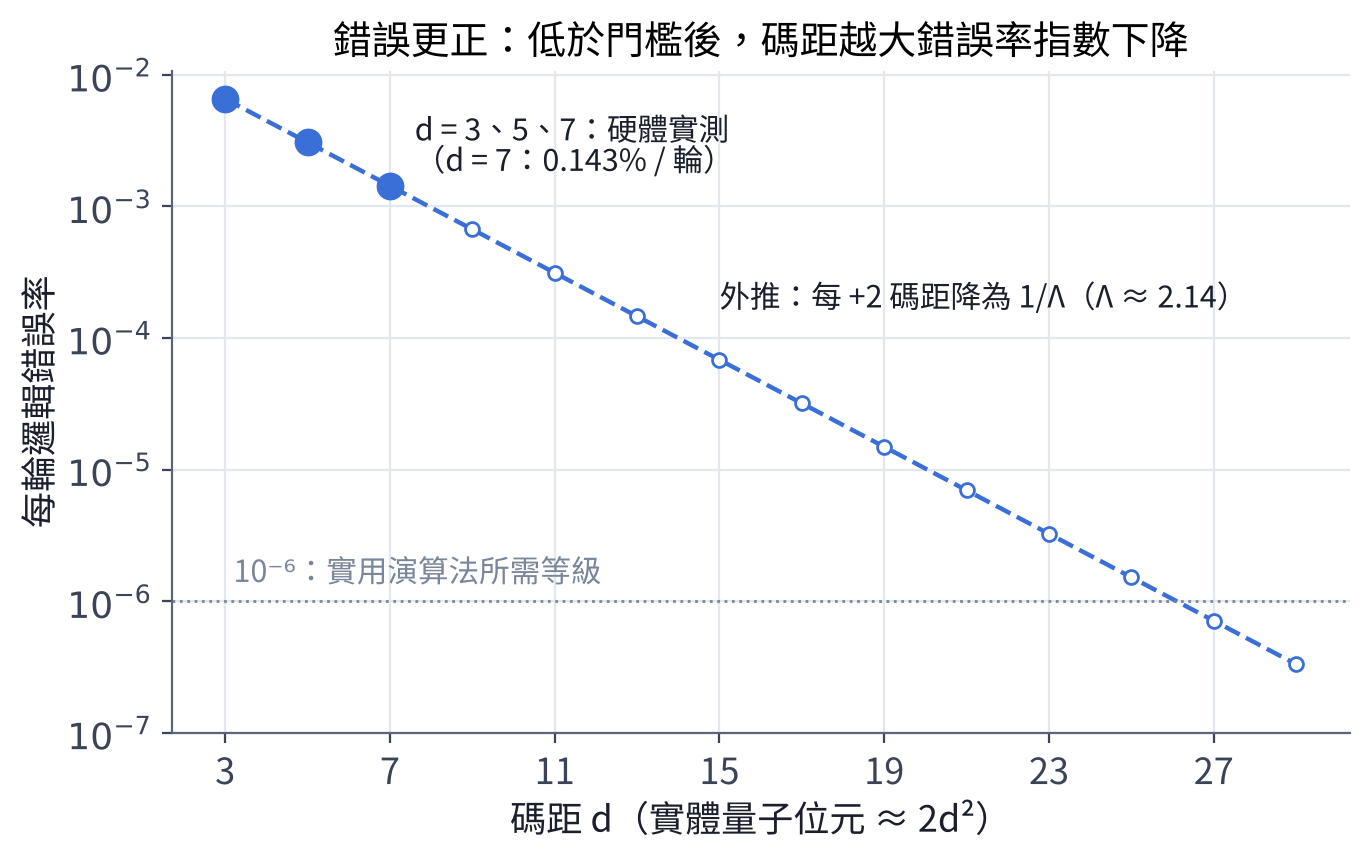 錯誤更正：低於門檻後，碼距越大錯誤率指數下降
10⁻²
10⁻³
10⁻⁴
10⁻⁵
10⁻⁶
10⁻⁷
每輪邏輯錯誤率
d = 3、5、7：硬體實測
（d = 7：0.143% / 輪）
外推：每 +2 碼距降為 1/Λ（Λ ≈ 2.14）
10⁻⁶：實用演算法所需等級
3 7 11 15 19 23 27
碼距 d（實體量子位元 ≈ 2d²）